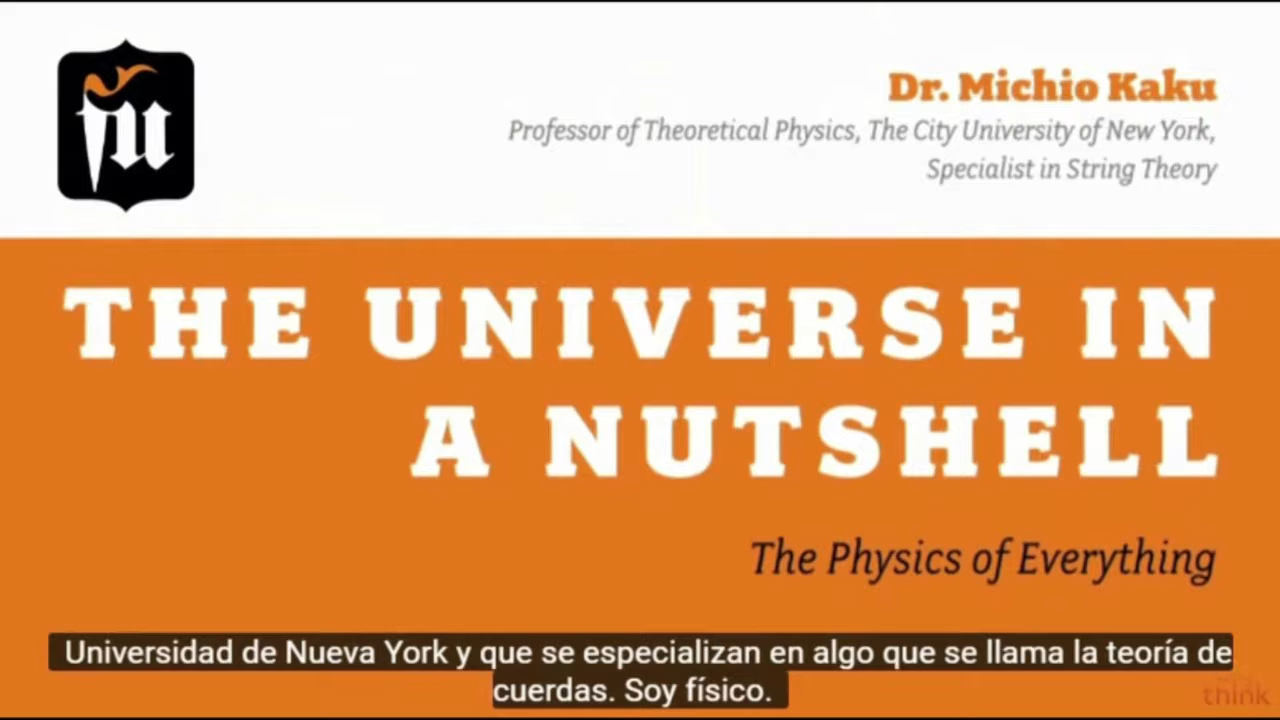 Dr. Michio Kaku
Professor of Theoretical Physics, The City University of New York,
Specialist in String Theory
THE UNIVERSE IN
A NUTSHELL
The Physics of Everything
Universidad de Nueva York y que se especializan en algo que se llama la teoría de
cuerdas. Soy físico.
think